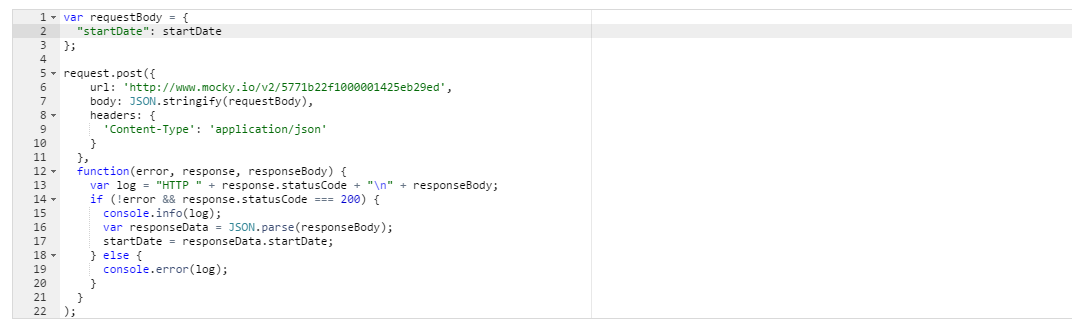 1 var requestBody = {
2 "startDate": startDate
3 };
4
5 request.post({
6 url: 'http://www.mocky.io/v2/5771b22f1000001425eb29ed',
7 body: JSON.stringify(requestBody),
8 headers: {
9 'Content-Type': 'application/json'
10 }
11 },
12 function(error, response, responseBody) {
13 var log = "HTTP " + response.statusCode + "\n" + responseBody;
14 if (!error && response.statusCode === 200) {
15 console.info(log);
16 var responseData = JSON.parse(responseBody);
17 startDate = responseData.startDate;
18 } else {
19 console.error(log);
20 }
21 }
22 );